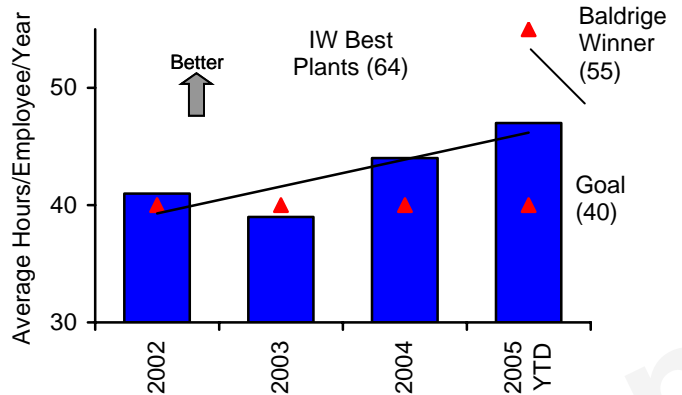 Average Hours/Employee/Year
50
40
30
Better
IW Best
Plants (64)
Baldrige
Winner
(55)
Goal
(40)
2002
2003
2004
2005
YTD